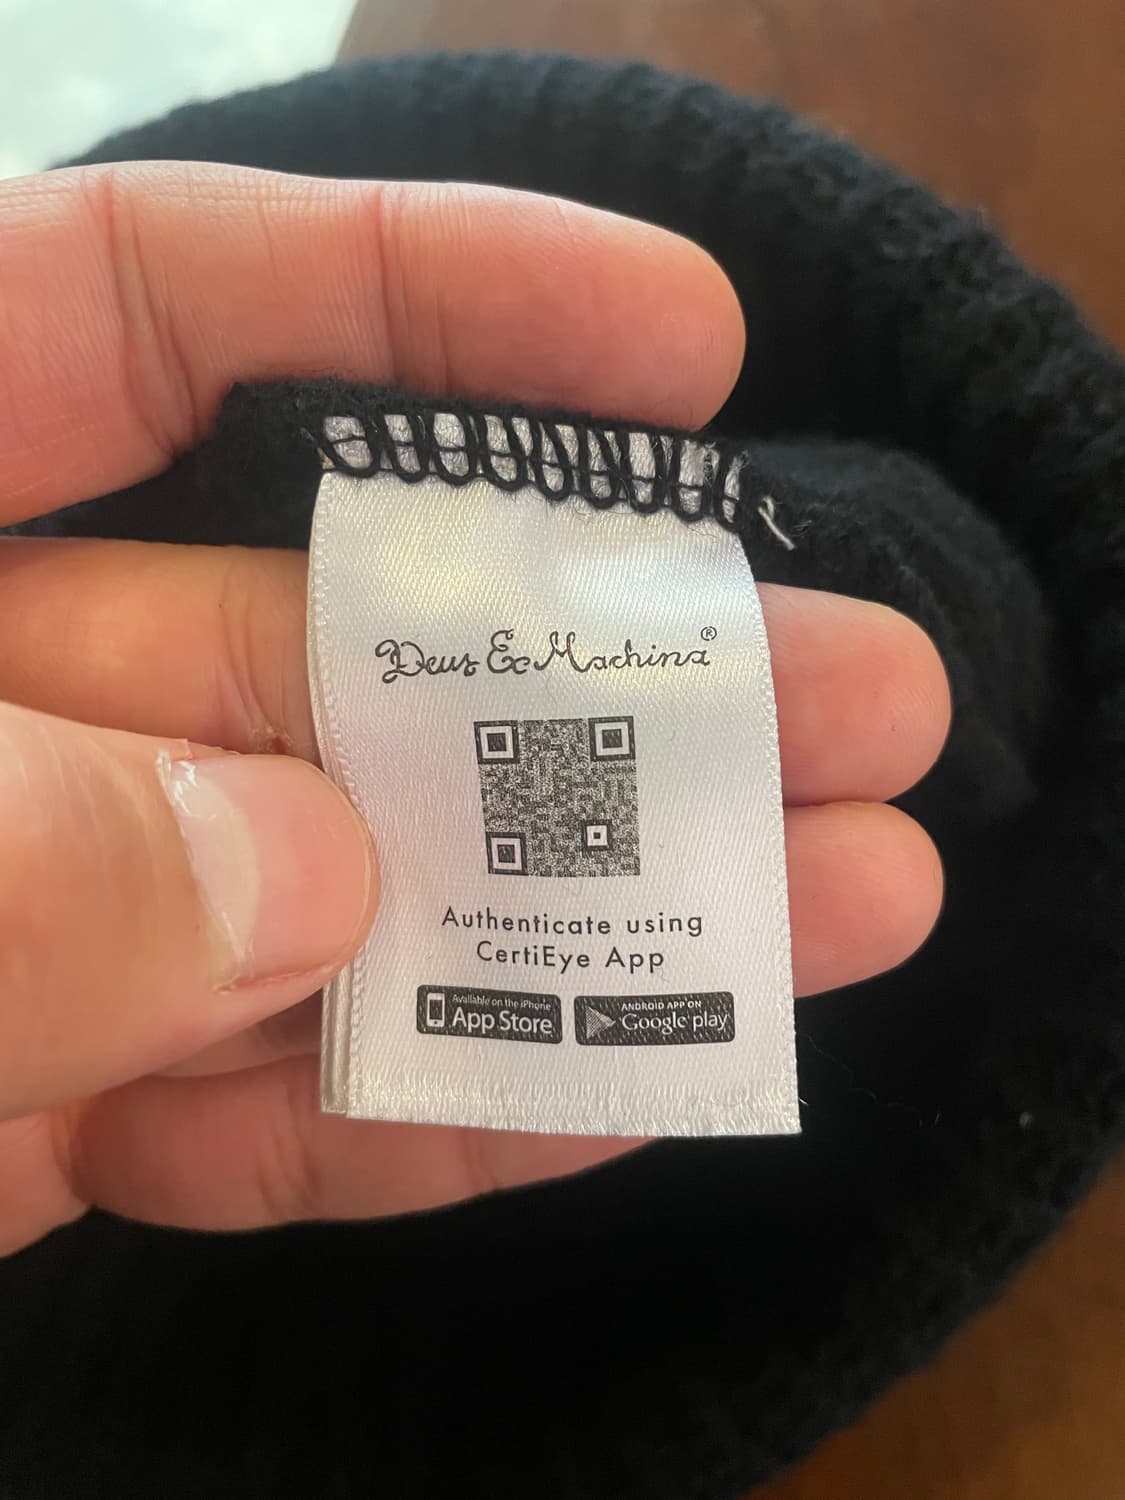 Deus Ex Machina®
Authenticate using
CertiEye App
Available on the iPhone
App Store
ANDROID APP ON
Google play